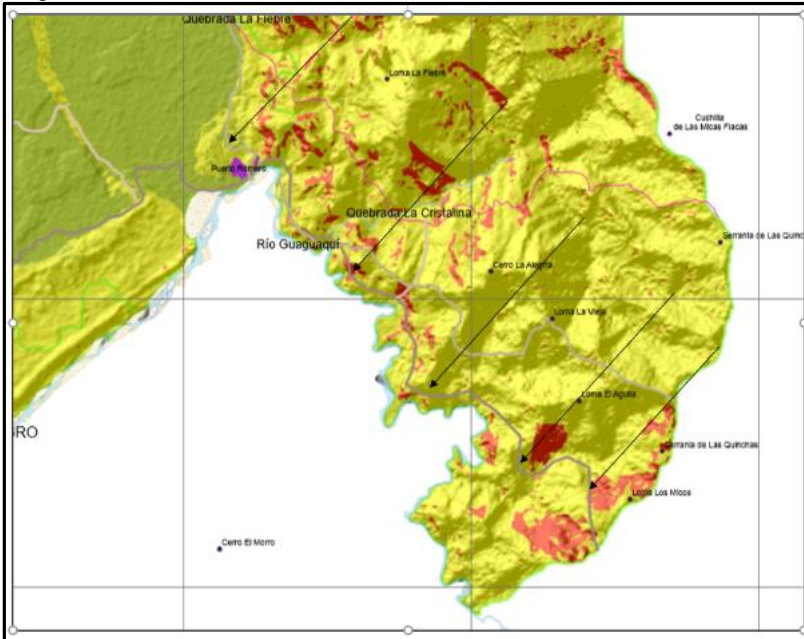 Quebrada La Fiebre
Loma La Fiebre
Cuchilla
de Las Micas Flacas
Puerto Romero
Quebrada La Cristalina
Río Guaguaquí
Serranía de Las Quinc
Cerro La Alegría
Loma La Vieja
Loma El Aguila
RO
Serranía de Las Quinchas
Loma Los Micos
Cerro El Morro